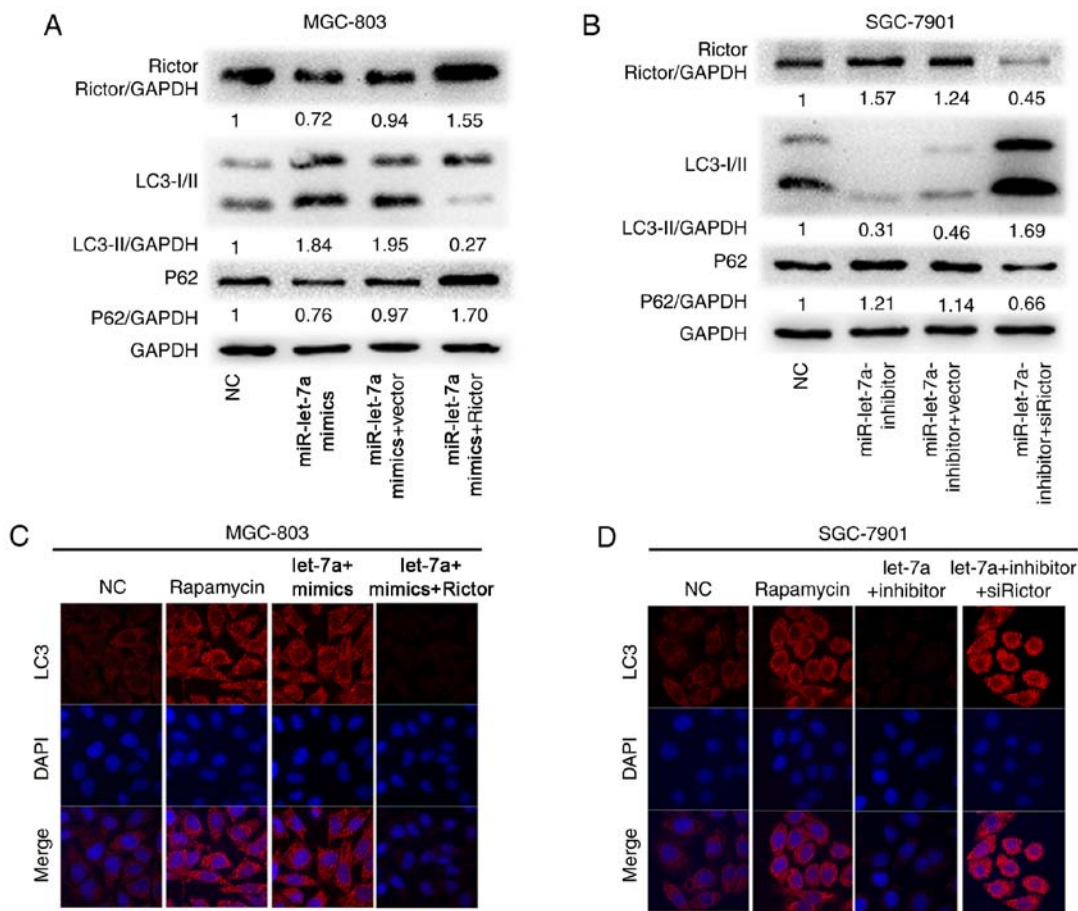 A
MGC-803
Rictor
Rictor/GAPDH
1 0.72 0.94 1.55
LC3-I/II
LC3-II/GAPDH 1 1.84 1.95 0.27
P62
P62/GAPDH 1 0.76 0.97 1.70
GAPDH
NC
miR-let-7a
mimics
miR-let-7a
mimics+vector
miR-let-7a
mimics+Rictor
B
SGC-7901
Rictor
Rictor/GAPDH
1 1.57 1.24 0.45
LC3-I/II
LC3-II/GAPDH 1 0.31 0.46 1.69
P62
P62/GAPDH 1 1.21 1.14 0.66
GAPDH
NC
miR-let-7a-
inhibitor
miR-let-7a-
inhibitor+vector
miR-let-7a-
inhibitor+siRictor
C
MGC-803
NC
Rapamycin
let-7a+
mimics
let-7a+
mimics+Rictor
LC3
DAPI
Merge
D
SGC-7901
NC
Rapamycin
let-7a
+inhibitor
let-7a+inhibitor
+siRictor
LC3
DAPI
Merge